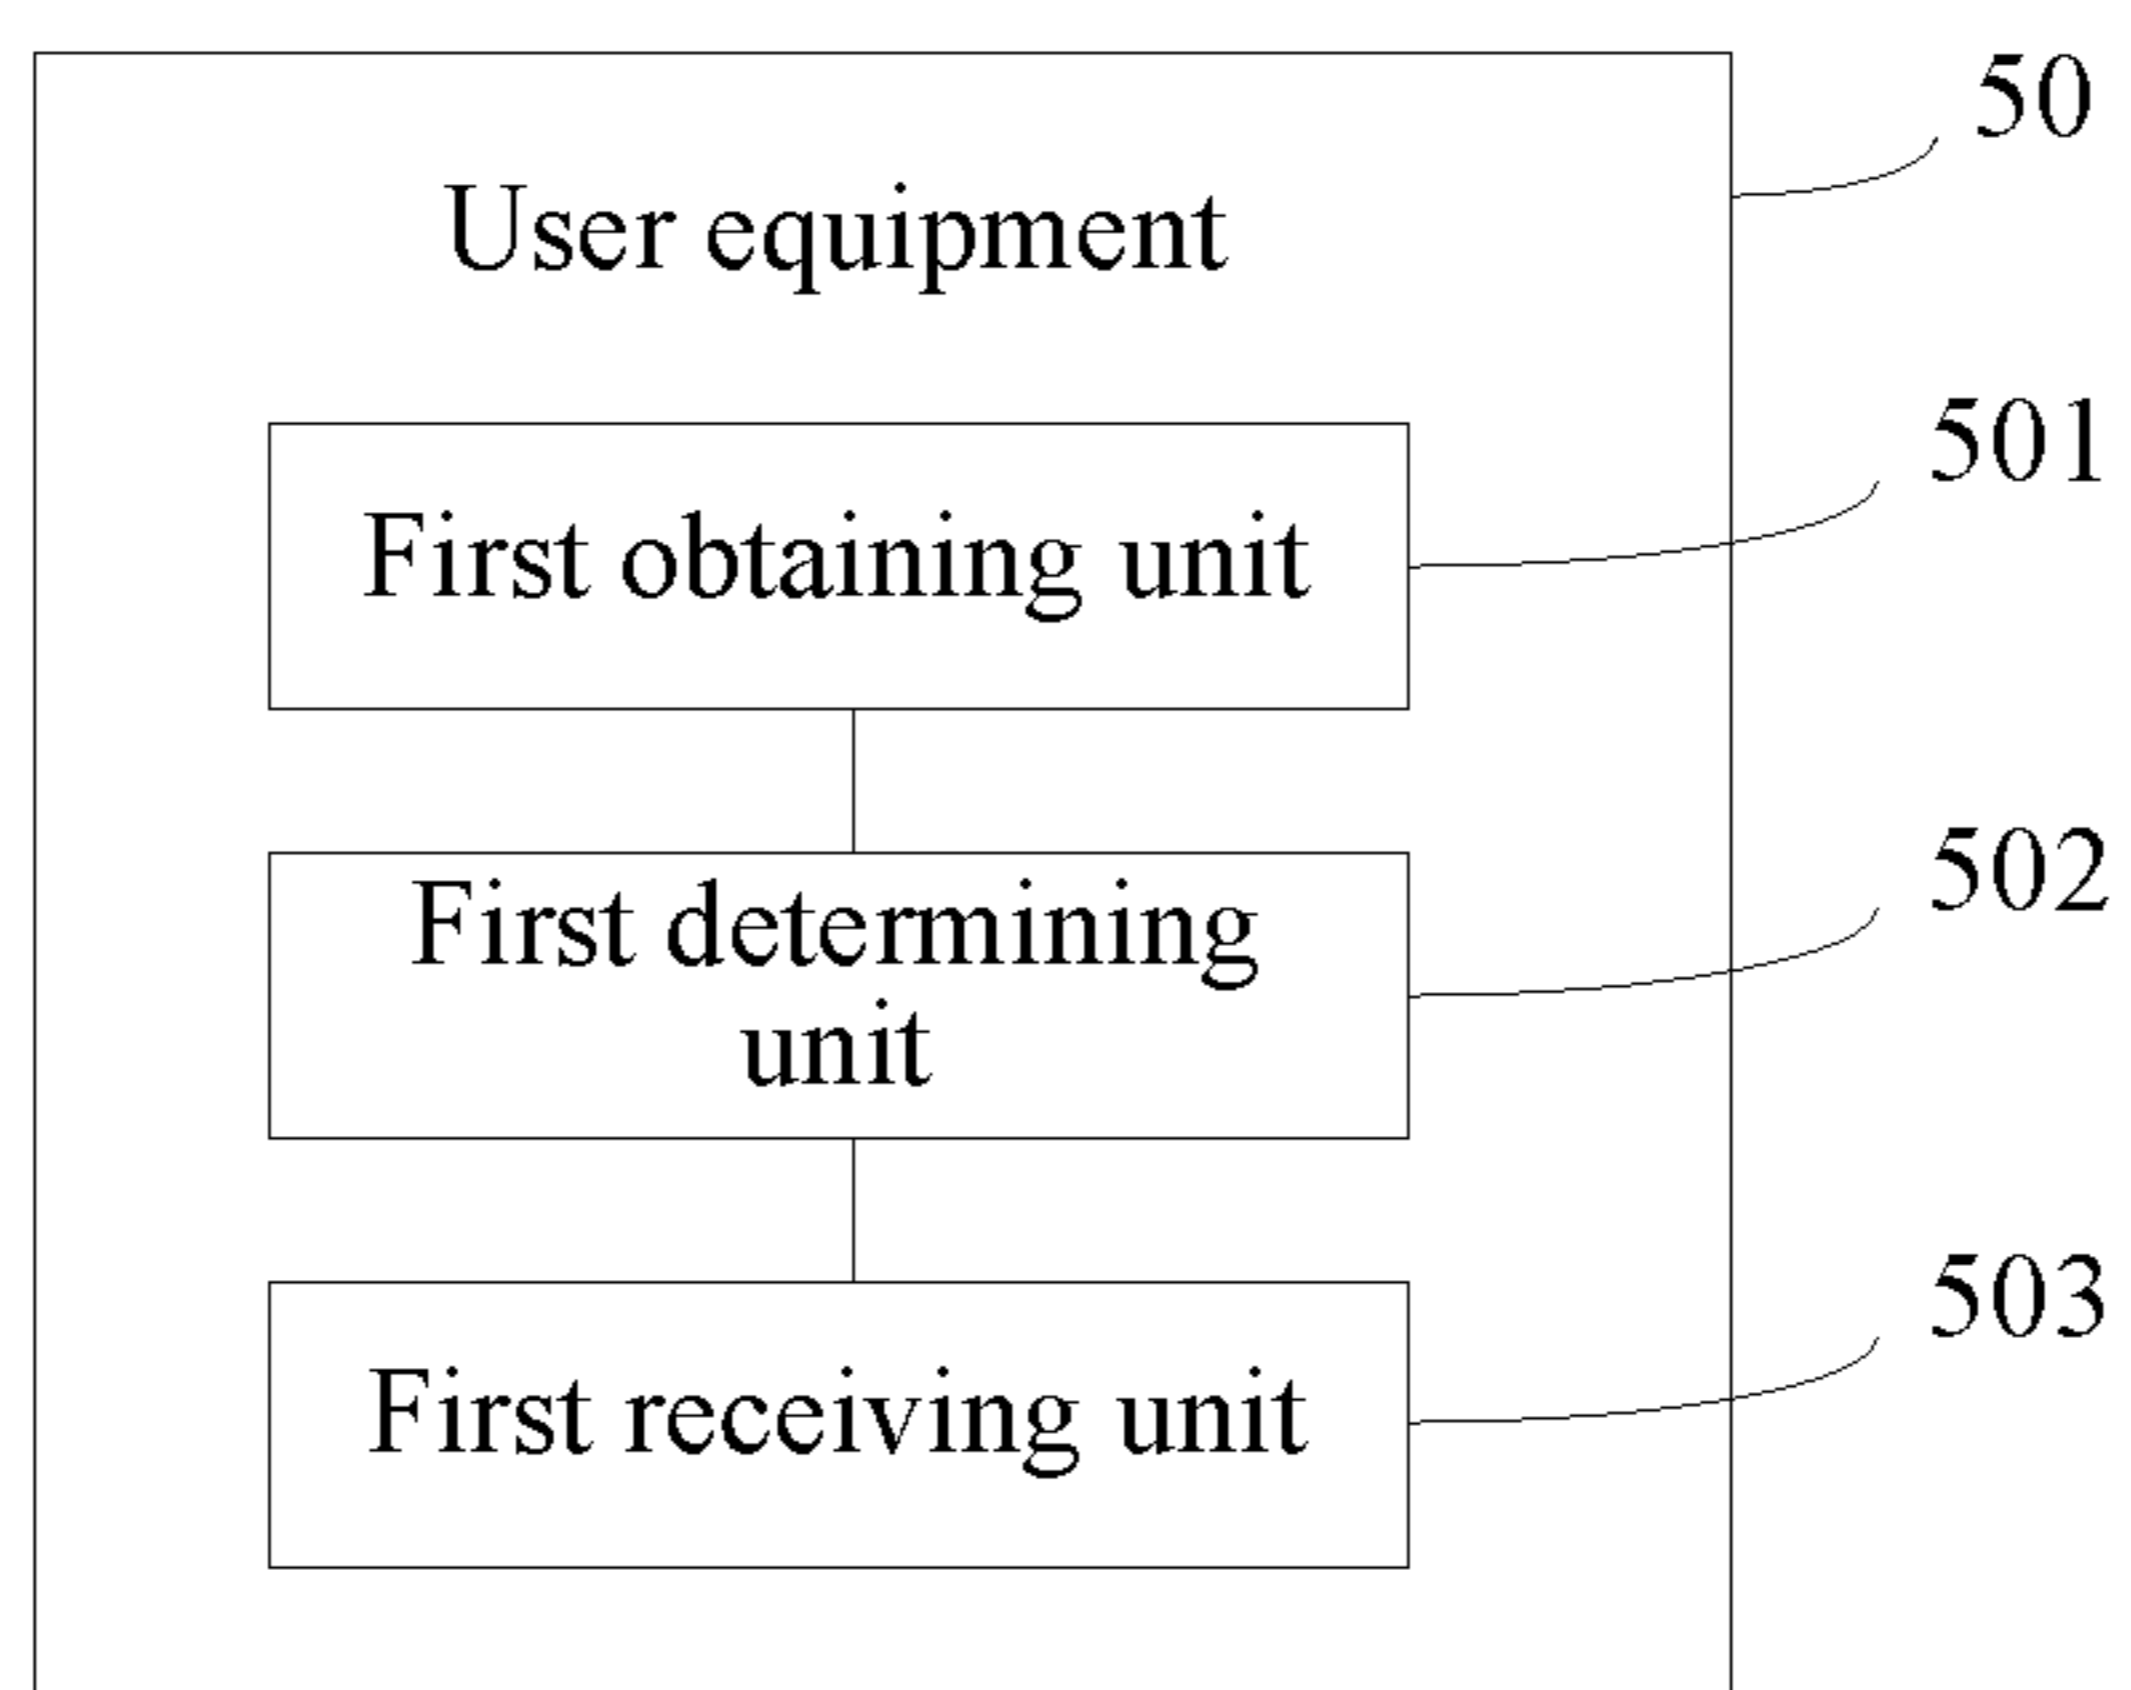 50
User equipment
501
First obtaining unit
502
First determining
unit
503
First receiving unit